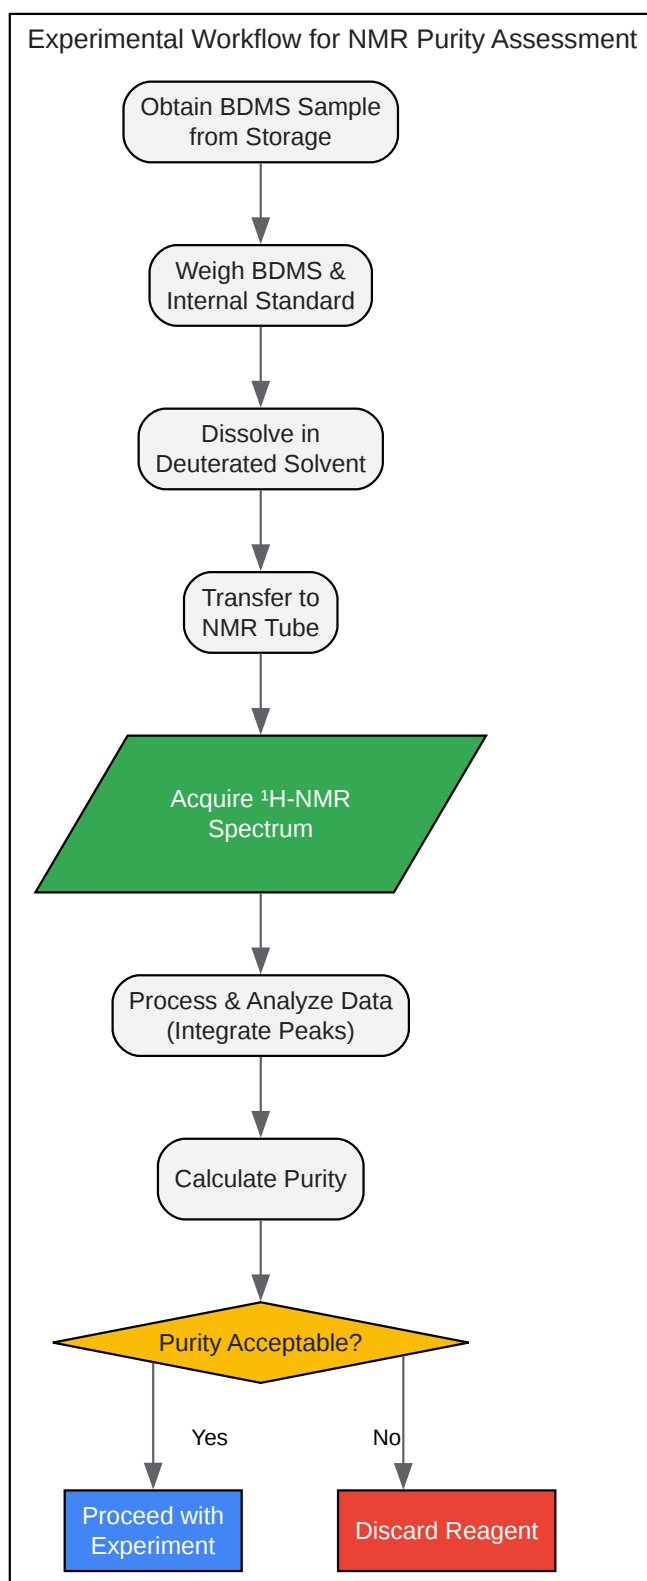 Experimental Workflow for NMR Purity Assessment
Obtain BDMS Sample
from Storage
Weigh BDMS &
Internal Standard
Dissolve in
Deuterated Solvent
Transfer to
NMR Tube
Acquire ¹H-NMR
Spectrum
Process & Analyze Data
(Integrate Peaks)
Calculate Purity
Purity Acceptable?
Yes
No
Proceed with
Experiment
Discard Reagent